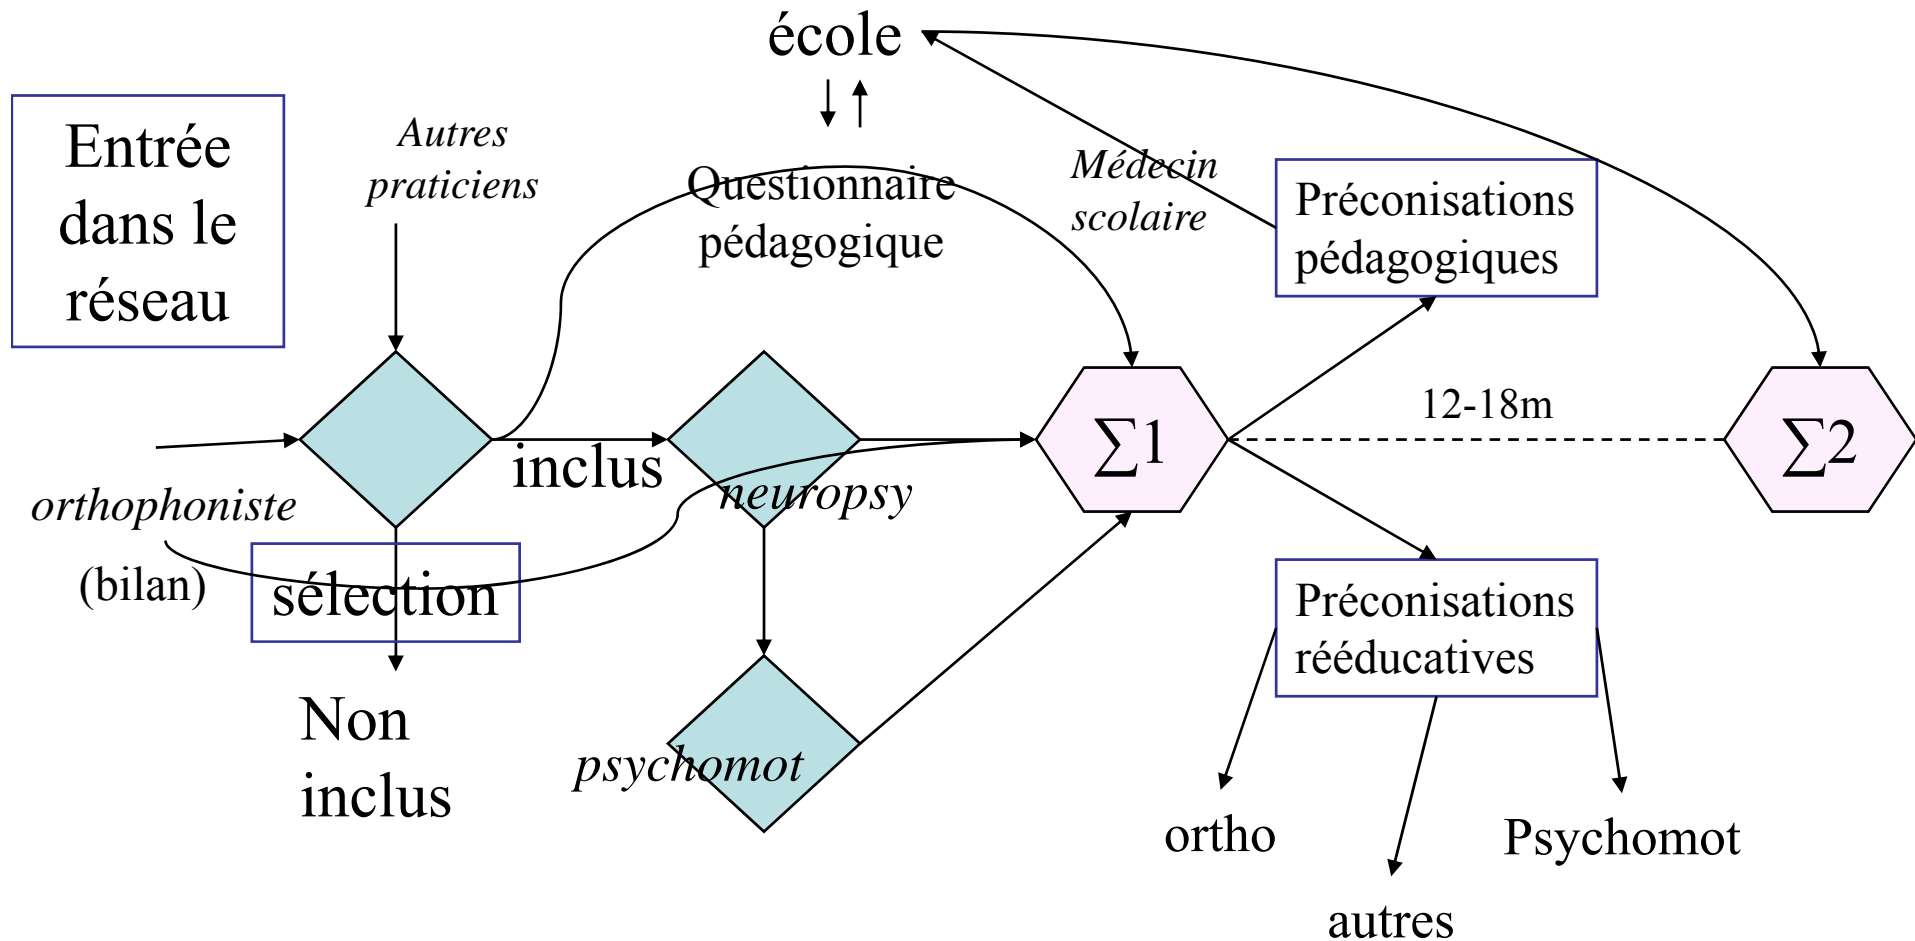 école
Entrée
dans le
réseau
Autres
praticiens
Questionnaire
pédagogique
Médecin
scolaire
Préconisations
pédagogiques
12-18m
∑1
∑2
inclus
neuropsy
orthophoniste
(bilan)
sélection
Préconisations
rééducatives
Non
inclus
psychomot
ortho
Psychomot
autres